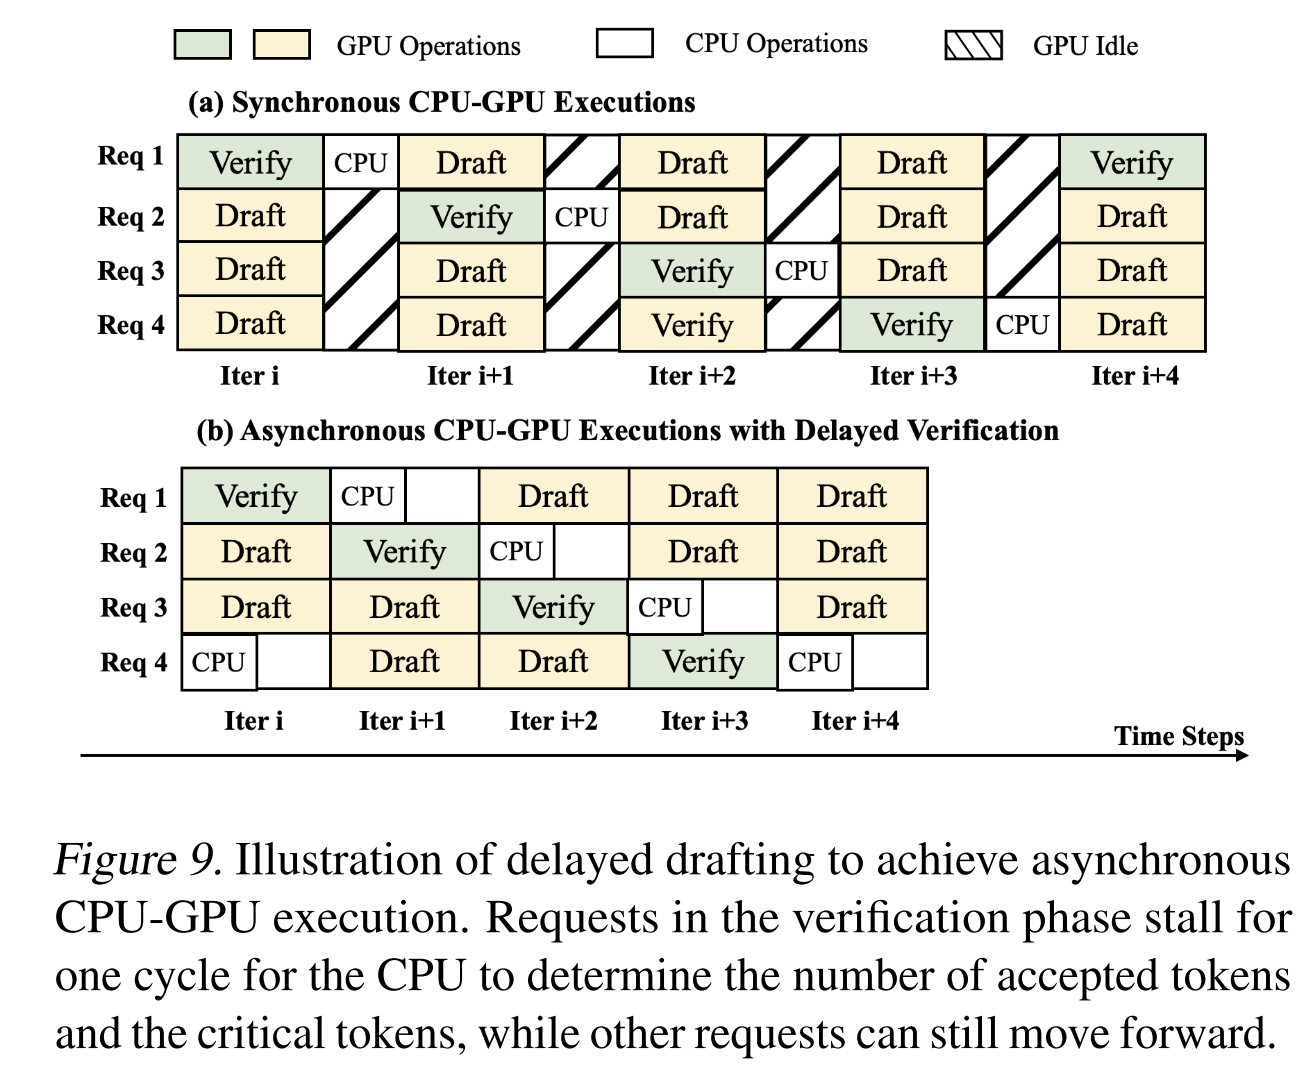 GPU Operations CPU Operations GPU Idle
(a) Synchronous CPU-GPU Executions
Req 1 Verify CPU Draft Draft Draft Verify
Req 2 Draft Verify CPU Draft Draft Draft
Req 3 Draft Draft Verify CPU Draft Draft
Req 4 Draft Draft Verify Verify CPU Draft
Iter i Iter i+1 Iter i+2 Iter i+3 Iter i+4
(b) Asynchronous CPU-GPU Executions with Delayed Verification
Req 1 Verify CPU Draft Draft Draft
Req 2 Draft Verify CPU Draft Draft
Req 3 Draft Draft Verify CPU Draft
Req 4 CPU Draft Draft Verify CPU
Iter i Iter i+1 Iter i+2 Iter i+3 Iter i+4
Time Steps
Figure 9. Illustration of delayed drafting to achieve asynchronous
CPU-GPU execution. Requests in the verification phase stall for
one cycle for the CPU to determine the number of accepted tokens
and the critical tokens, while other requests can still move forward.